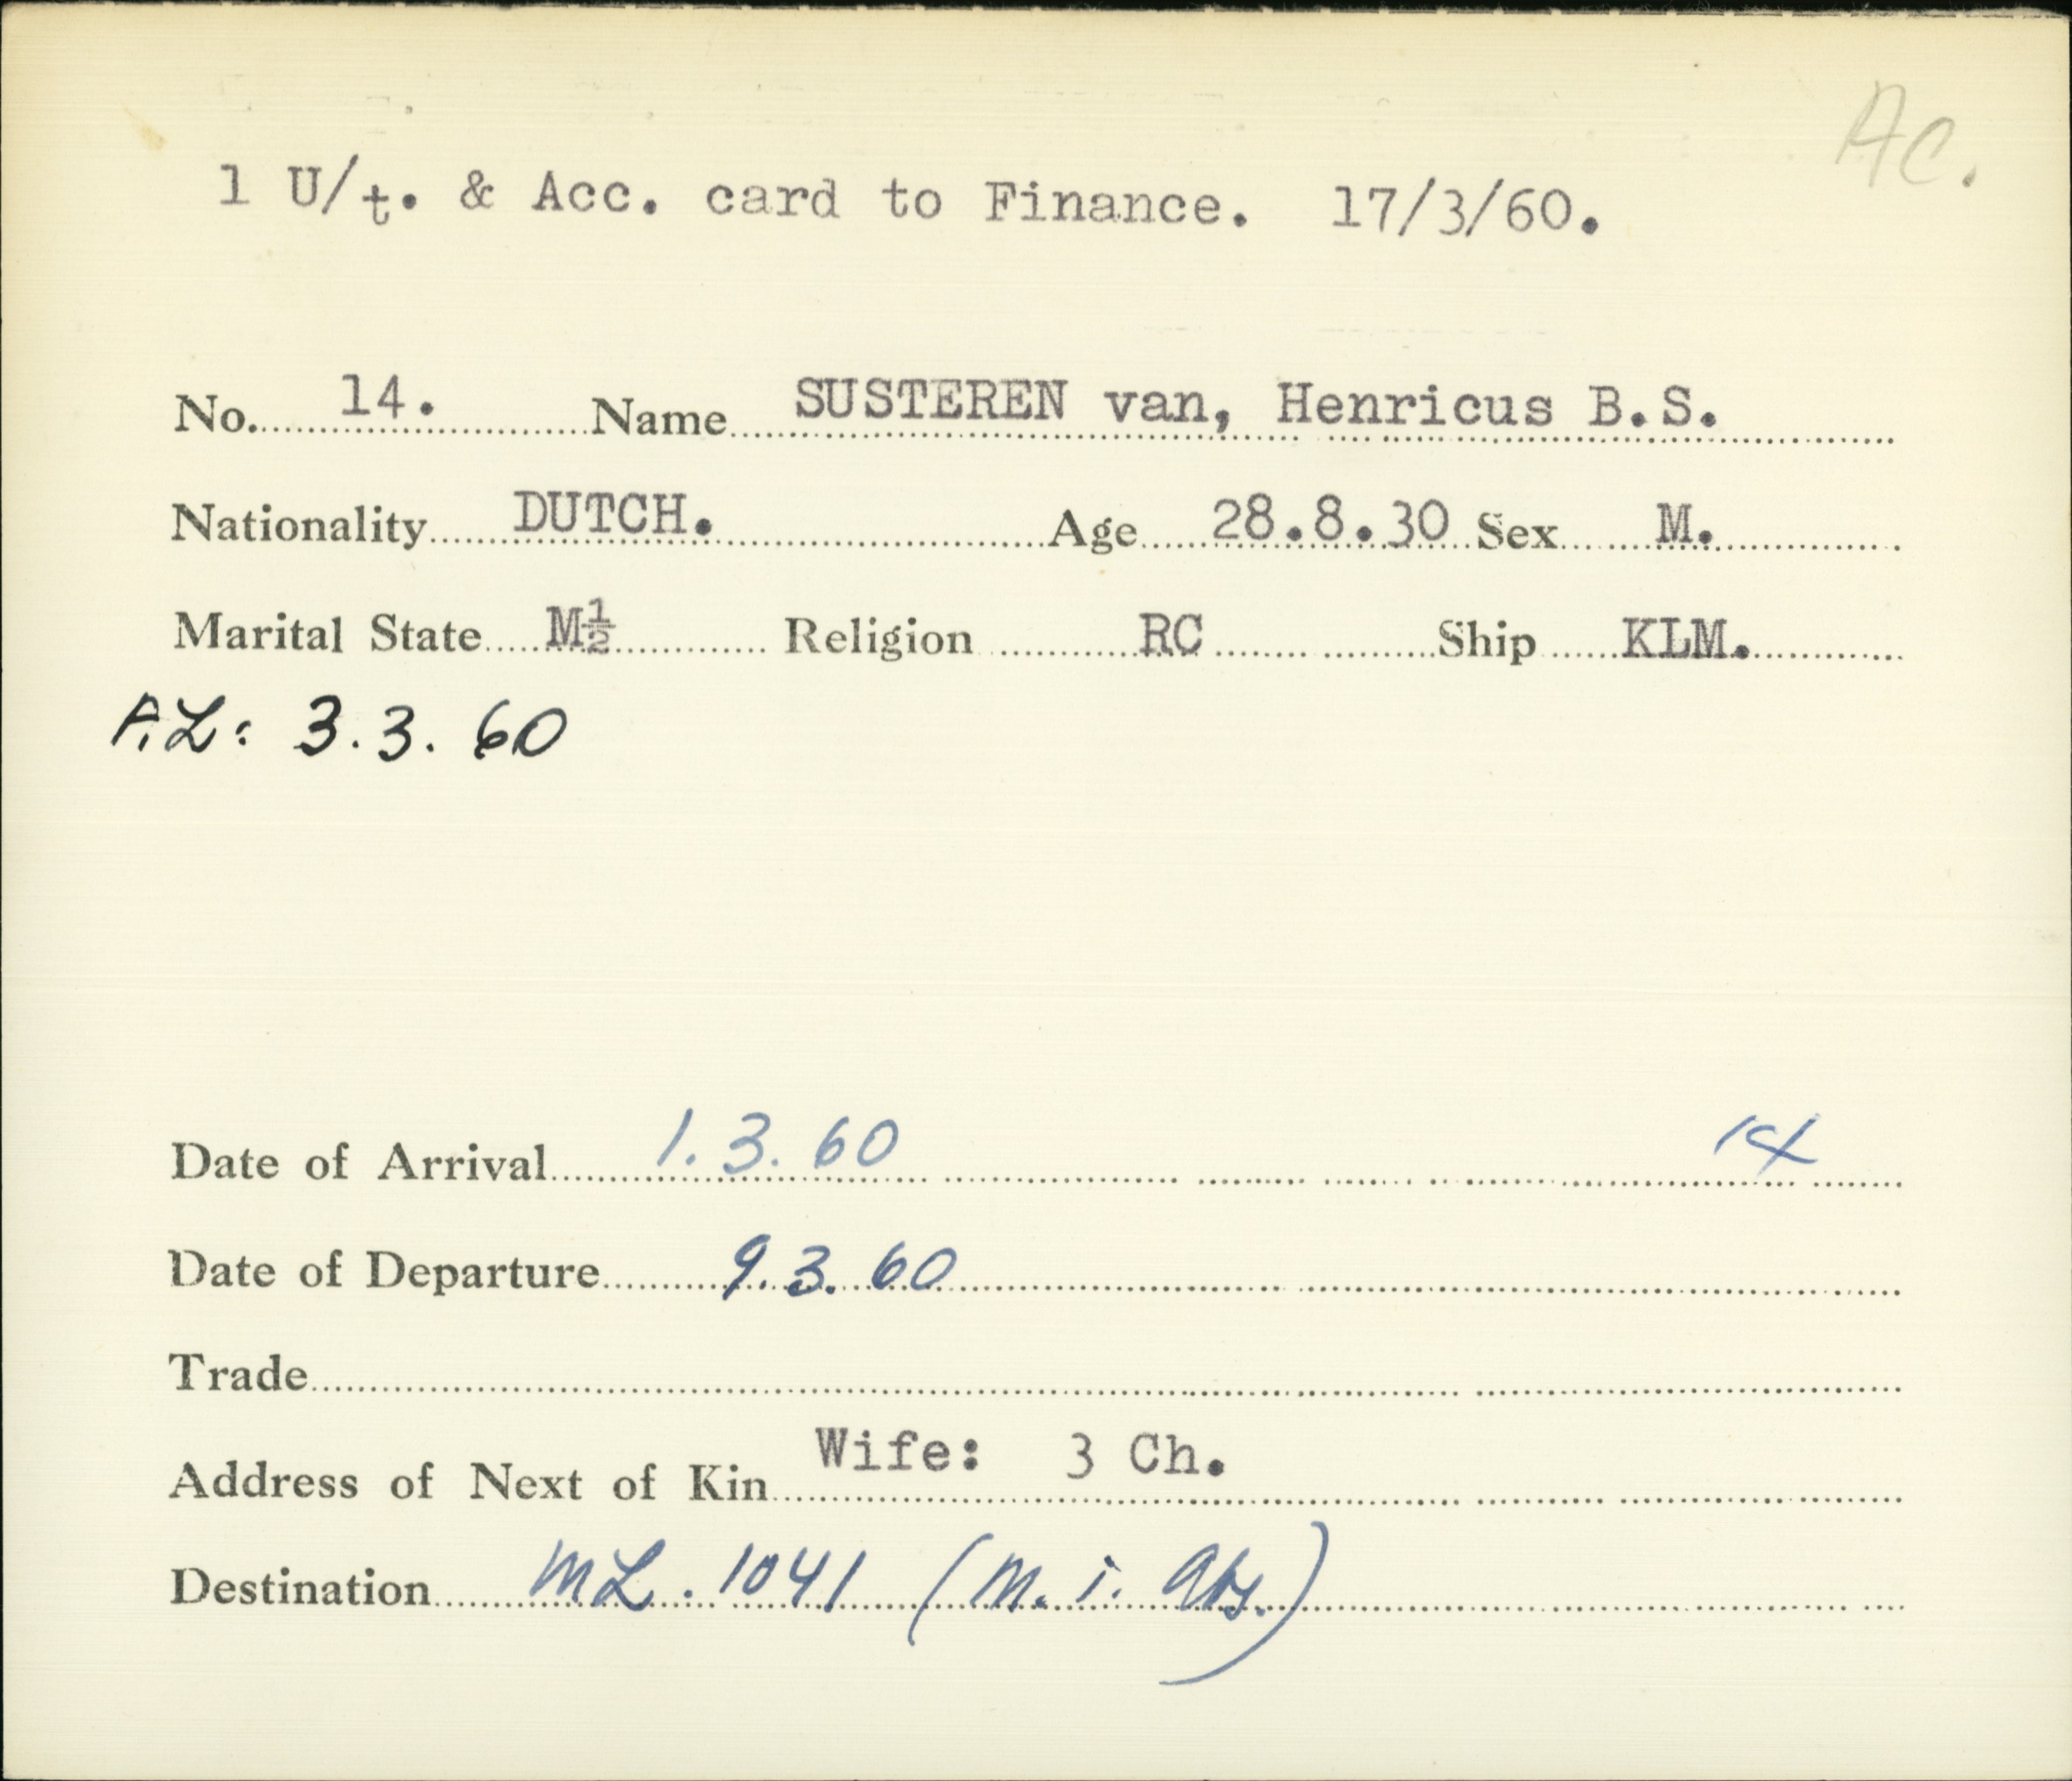 AC.
1 U/t. & Acc. card to Finance. 17/3/60.
No. 14. Name SUSTEREN van, Henricus B.S.
Nationality DUTCH. Age 28.8.30 Sex M.
Marital State M½ Religion RC Ship KLM.
A.L: 3.3.60
Date of Arrival 1.3.60
Date of Departure 9.3.60
Trade
Address of Next of Kin Wife: 3 Ch.
Destination ML. 1041 (M. i. Abs.)